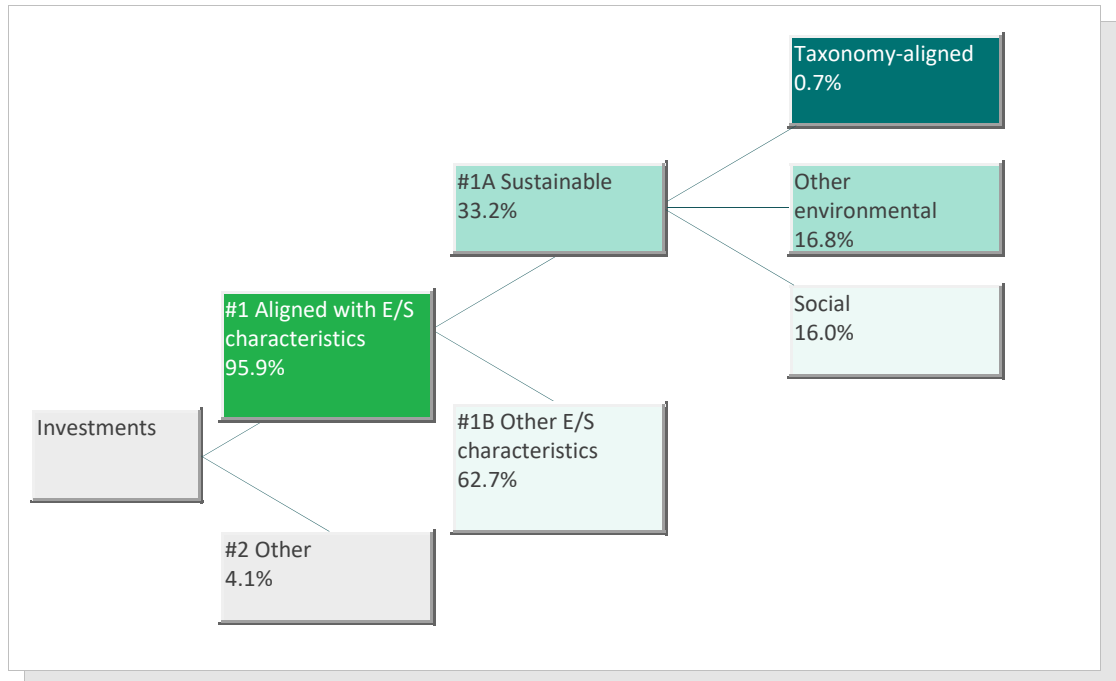 Taxonomy-aligned
0.7%
#1A Sustainable
33.2%
Other
environmental
16.8%
Social
16.0%
#1 Aligned with E/S
characteristics
95.9%
Investments
#1B Other E/S
characteristics
62.7%
#2 Other
4.1%